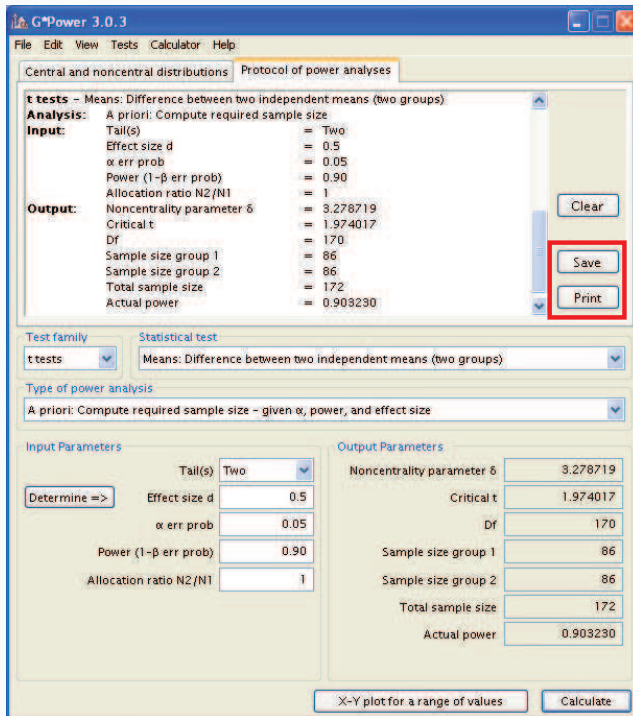 G*Power 3.0.3
File Edit View Tests Calculator Help
Central and noncentral distributions Protocol of power analyses
t tests – Means: Difference between two independent means (two groups)
Analysis: A priori: Compute required sample size
Input: Tail(s) = Two
Effect size d = 0.5
α err prob = 0.05
Power (1-β err prob) = 0.90
Allocation ratio N2/N1 = 1
Output: Noncentrality parameter δ = 3.278719
Critical t = 1.974017
Df = 170
Sample size group 1 = 86
Sample size group 2 = 86
Total sample size = 172
Actual power = 0.903230
Clear
Save
Print
Test family Statistical test
t tests Means: Difference between two independent means (two groups)
Type of power analysis
A priori: Compute required sample size – given α, power, and effect size
Input Parameters
Tail(s) Two
Determine => Effect size d 0.5
α err prob 0.05
Power (1-β err prob) 0.90
Allocation ratio N2/N1 1
Output Parameters
Noncentrality parameter δ 3.278719
Critical t 1.974017
Df 170
Sample size group 1 86
Sample size group 2 86
Total sample size 172
Actual power 0.903230
X-Y plot for a range of values Calculate